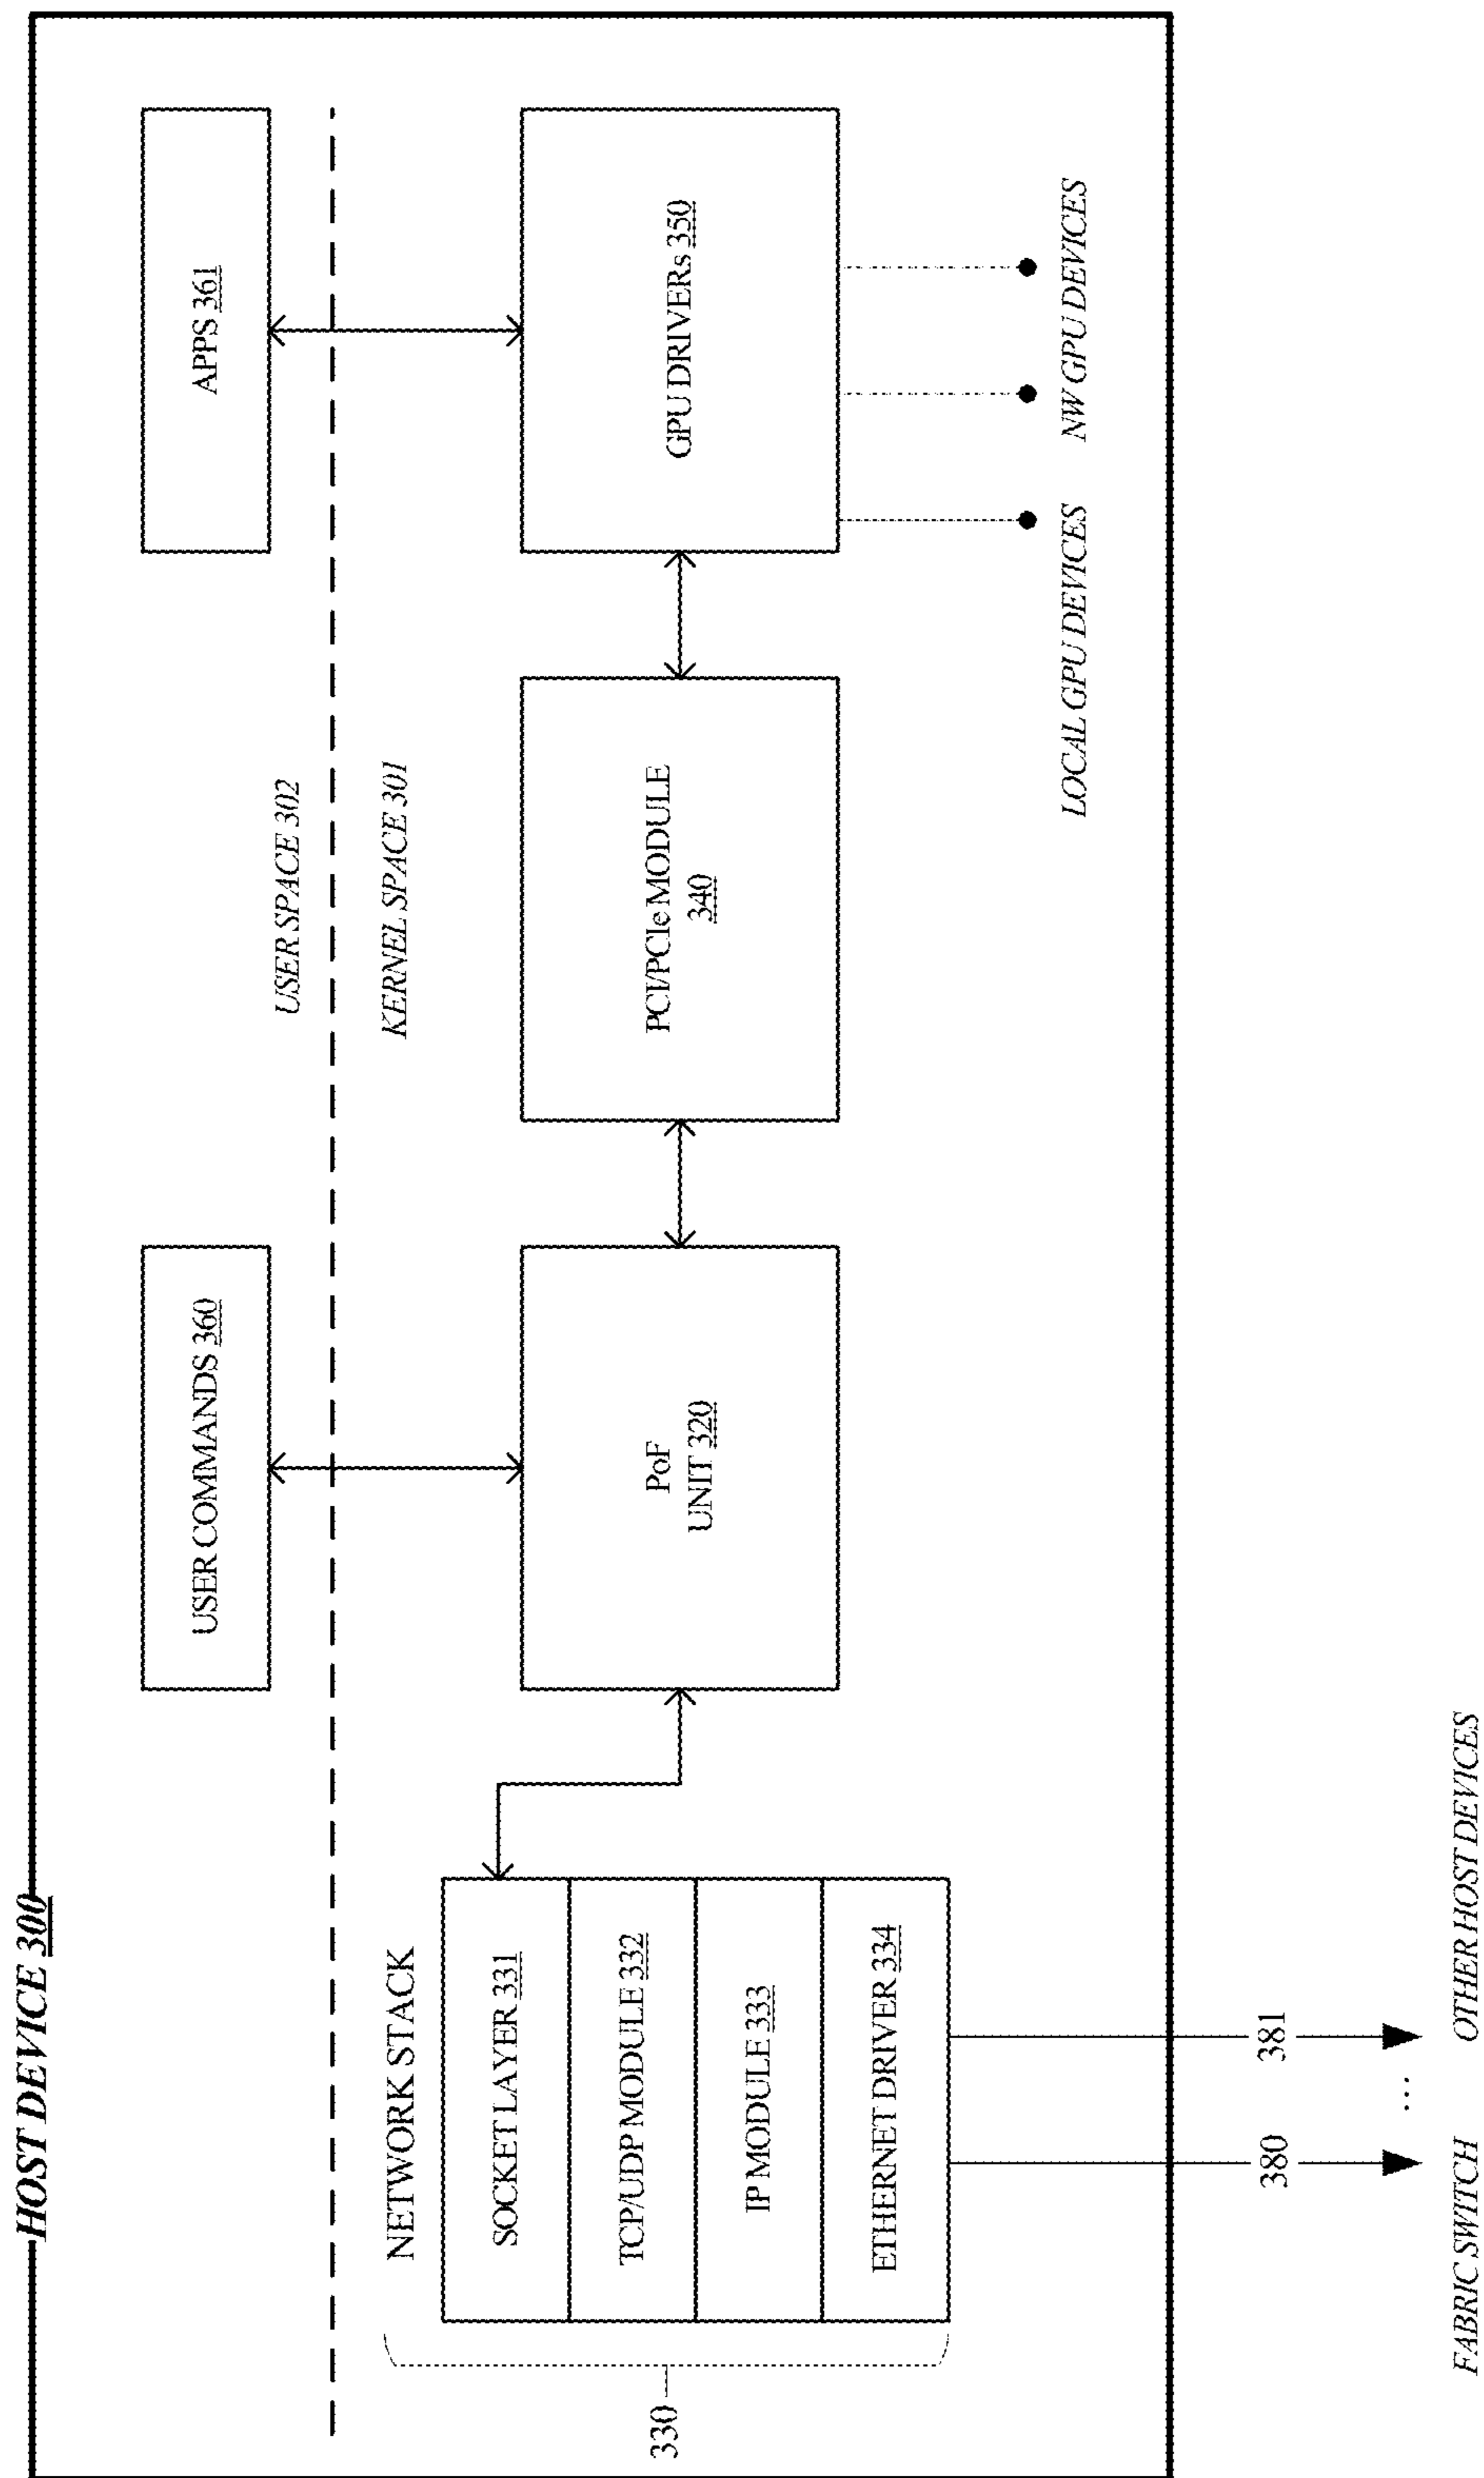 HOST DEVICE 300
USER COMMANDS 360
APPS 361
USER SPACE 302
KERNEL SPACE 301
NETWORK STACK
330
SOCKET LAYER 331
TCP/UDP MODULE 332
IP MODULE 333
ETHERNET DRIVER 334
PoF
UNIT 320
PCI/PCIe MODULE
340
GPU DRIVERs 350
LOCAL GPU DEVICES
NW GPU DEVICES
380
381
...
FABRIC SWITCH
OTHER HOST DEVICES